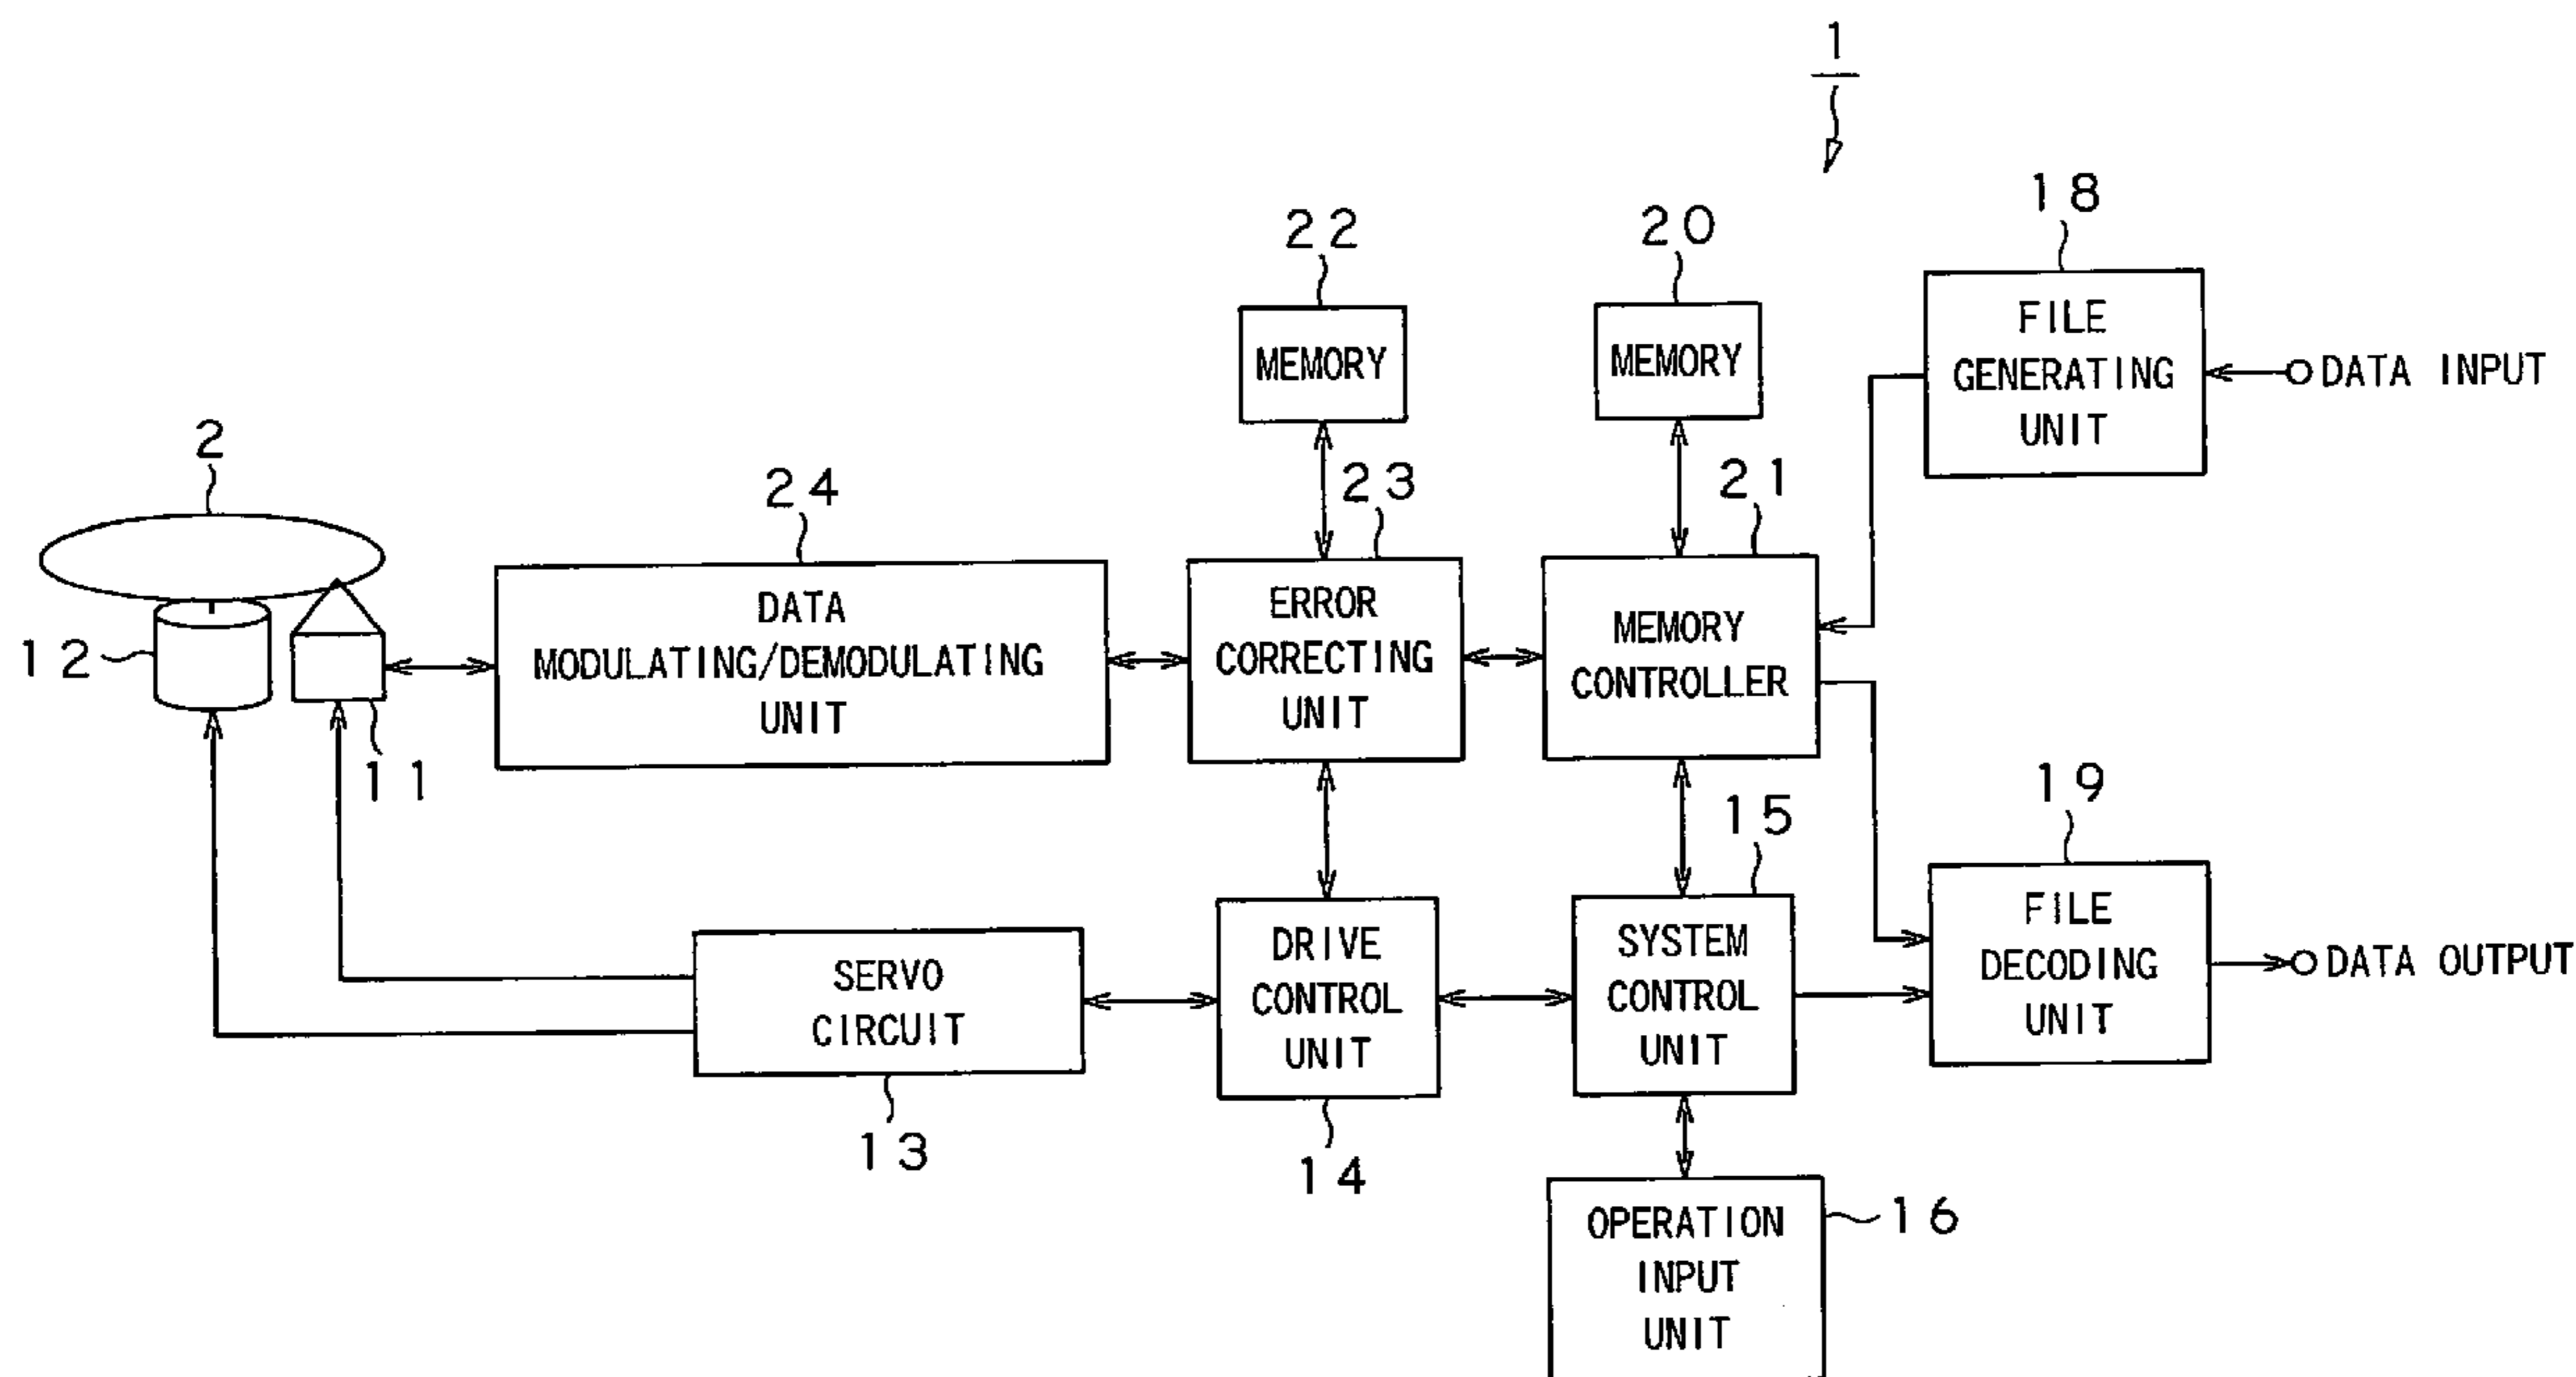 1
18
22
20
FILE
GENERATING
UNIT
DATA INPUT
MEMORY
MEMORY
2
24
23
21
DATA
MODULATING/DEMODULATING
UNIT
ERROR
CORRECTING
UNIT
MEMORY
CONTROLLER
12
11
15
19
SERVO
CIRCUIT
DRIVE
CONTROL
UNIT
SYSTEM
CONTROL
UNIT
FILE
DECODING
UNIT
DATA OUTPUT
13
14
16
OPERATION
INPUT
UNIT